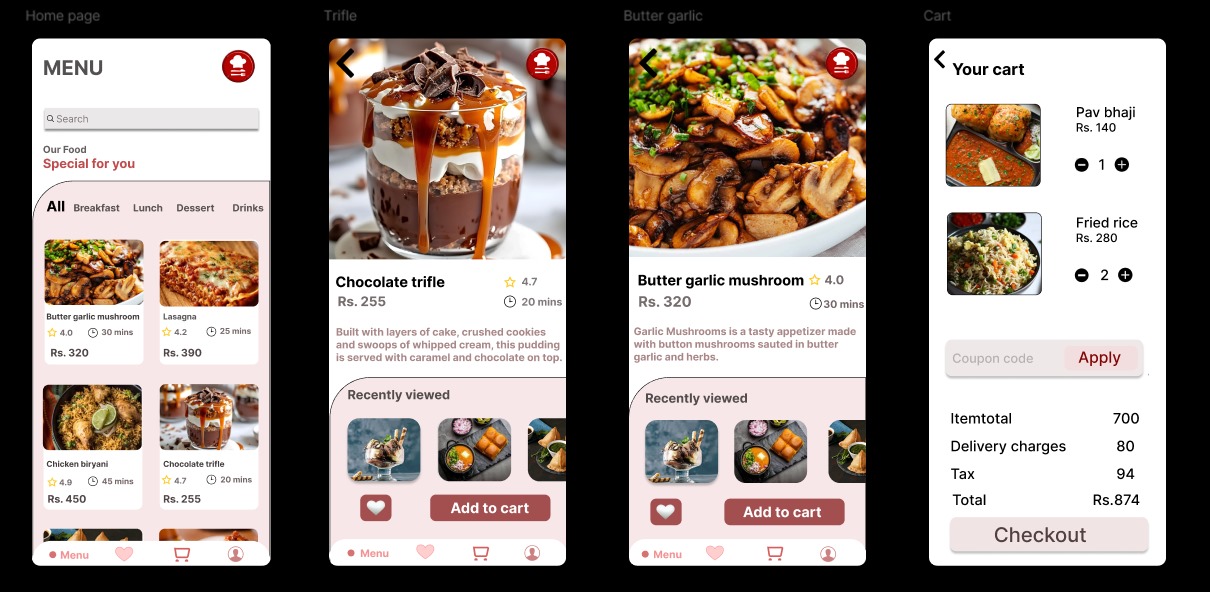 Home page
MENU
Search
Our Food
Special for you
All Breakfast Lunch Dessert Drinks
Butter garlic mushroom
4.0 30 mins
Rs. 320
Lasagna
4.2 25 mins
Rs. 390
Chicken biryani
4.9 45 mins
Rs. 450
Chocolate trifle
4.7 20 mins
Rs. 255
Menu
Trifle
Chocolate trifle 4.7
Rs. 255 20 mins
Built with layers of cake, crushed cookies
and swoops of whipped cream, this pudding
is served with caramel and chocolate on top.
Recently viewed
Add to cart
Menu
Butter garlic
Butter garlic mushroom 4.0
Rs. 320 30 mins
Garlic Mushrooms is a tasty appetizer made
with button mushrooms sauted in butter
garlic and herbs.
Recently viewed
Add to cart
Menu
Cart
Your cart
Pav bhaji
Rs. 140
1
Fried rice
Rs. 280
2
Coupon code Apply
Itemtotal 700
Delivery charges 80
Tax 94
Total Rs.874
Checkout